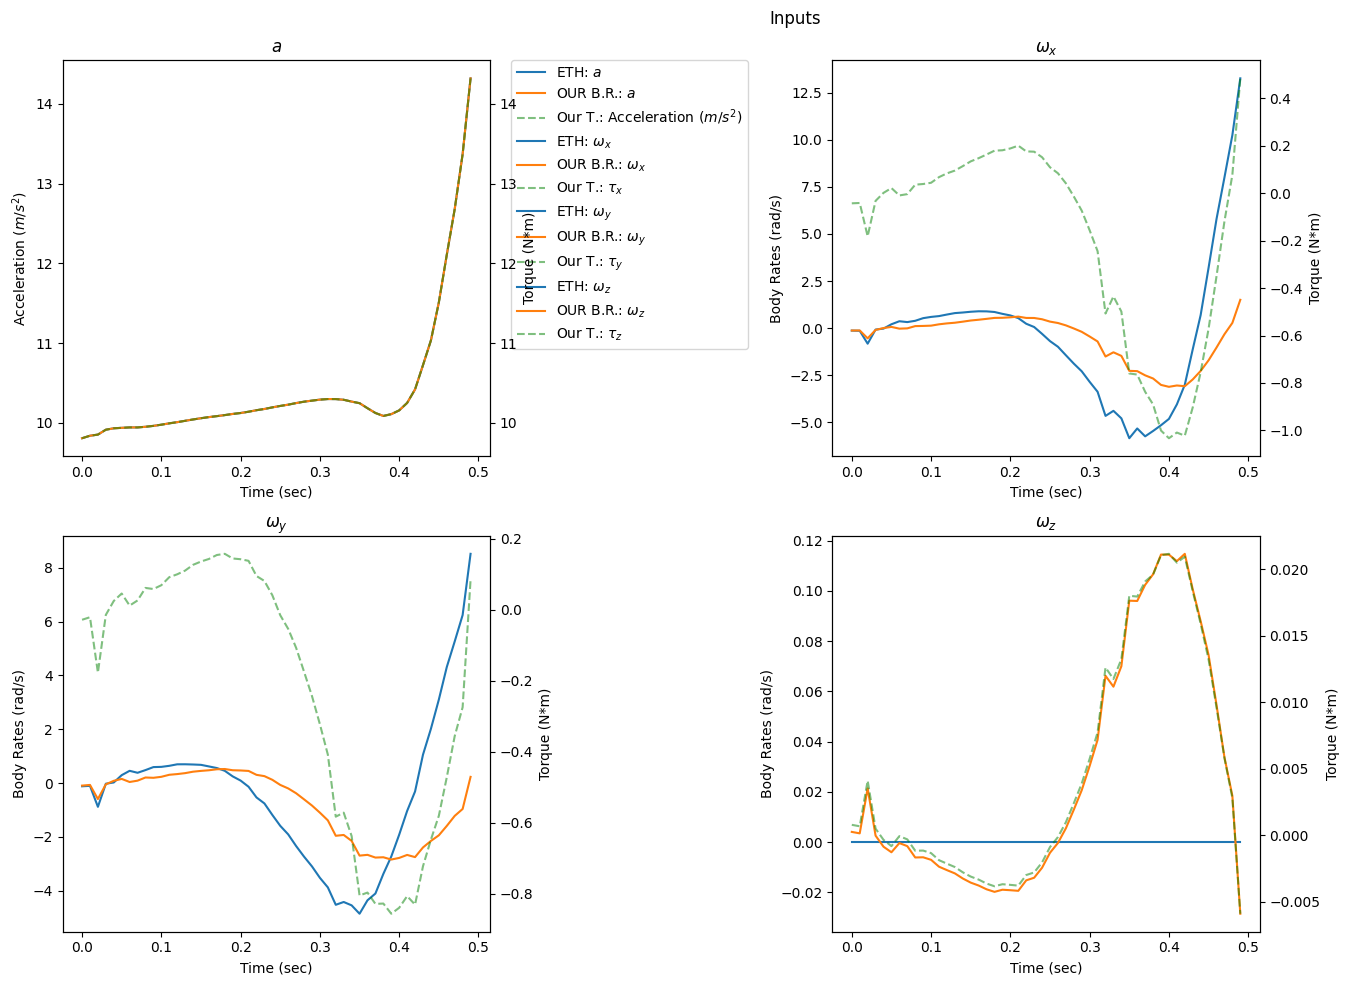 Inputs
a
14
13
12
11
10
Acceleration (m/s²)
0.0 0.1 0.2 0.3 0.4 0.5
Time (sec)
14
13
12
11
10
Torque (N*m)
ETH: a
OUR B.R.: a
Our T.: Acceleration (m/s²)
ETH: ωx
OUR B.R.: ωx
Our T.: τx
ETH: ωy
OUR B.R.: ωy
Our T.: τy
ETH: ωz
OUR B.R.: ωz
Our T.: τz
ωx
12.5
10.0
7.5
5.0
2.5
0.0
−2.5
−5.0
Body Rates (rad/s)
0.0 0.1 0.2 0.3 0.4 0.5
Time (sec)
0.4
0.2
0.0
−0.2
−0.4
−0.6
−0.8
−1.0
Torque (N*m)
ωy
8
6
4
2
0
−2
−4
Body Rates (rad/s)
0.0 0.1 0.2 0.3 0.4 0.5
Time (sec)
0.2
0.0
−0.2
−0.4
−0.6
−0.8
Torque (N*m)
ωz
0.12
0.10
0.08
0.06
0.04
0.02
0.00
−0.02
Body Rates (rad/s)
0.0 0.1 0.2 0.3 0.4 0.5
Time (sec)
0.020
0.015
0.010
0.005
0.000
−0.005
Torque (N*m)